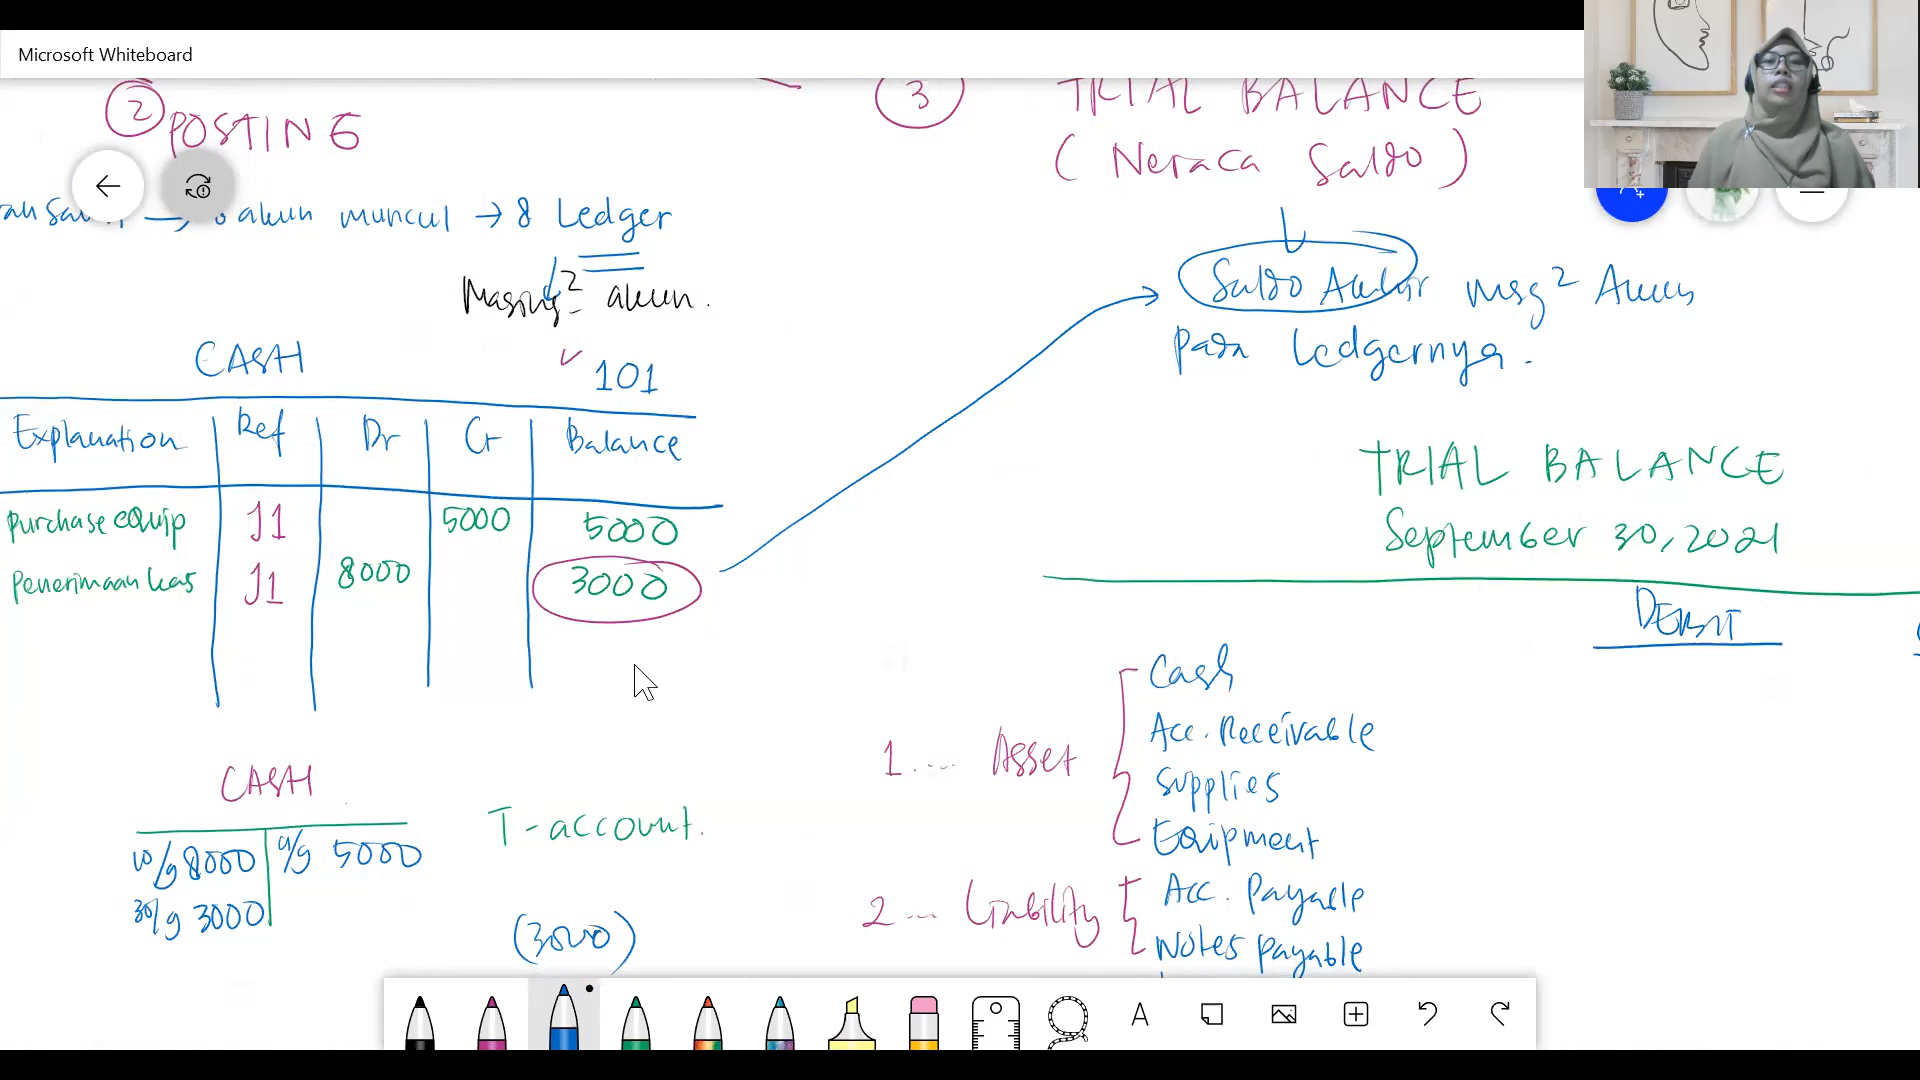 Microsoft Whiteboard
2 POSTING
akun muncul → 8 Ledger
Masing² akun.
CASH
101
Explanation Ref Dr Cr Balance
purchase equip J1 5000 5000
penerimaan kas J1 8000 3000
CASH
10/9 8000 9/9 5000
30/9 3000
T-account.
(3000)
3 TRIAL BALANCE
(Neraca Saldo)
Saldo Akhir msg² Akun
pada Ledgernya.
TRIAL BALANCE
September 30, 2021
DEBIT
1... Asset
Cash
Acc. Receivable
Supplies
Equipment
2... Liability
Acc. Payable
Notes payable
A